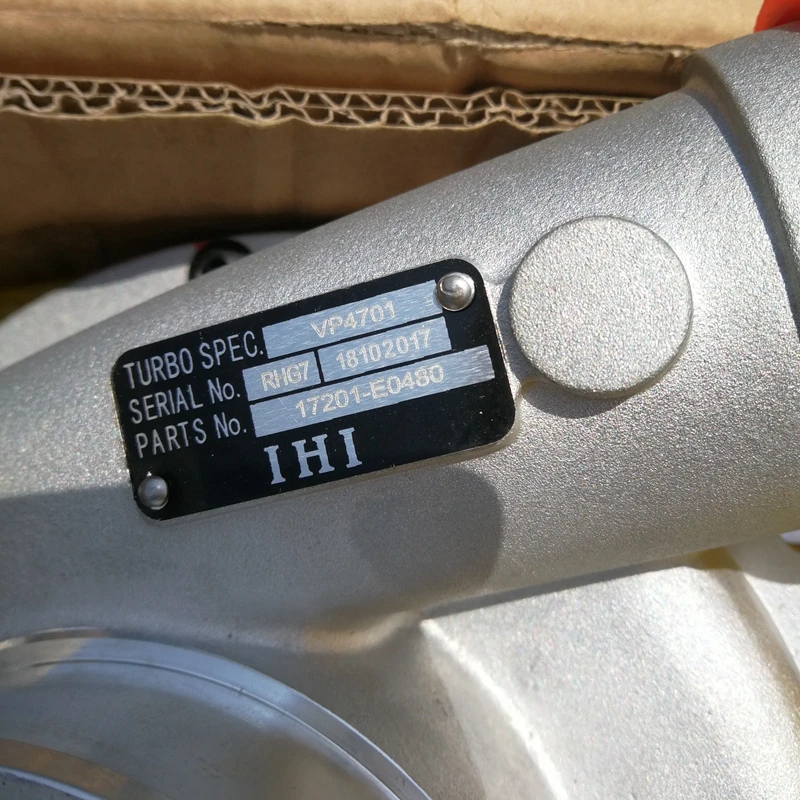 TURBO SPEC. VP4701
SERIAL No. RHG7 18102017
PARTS No. 17201-E0480
IHI